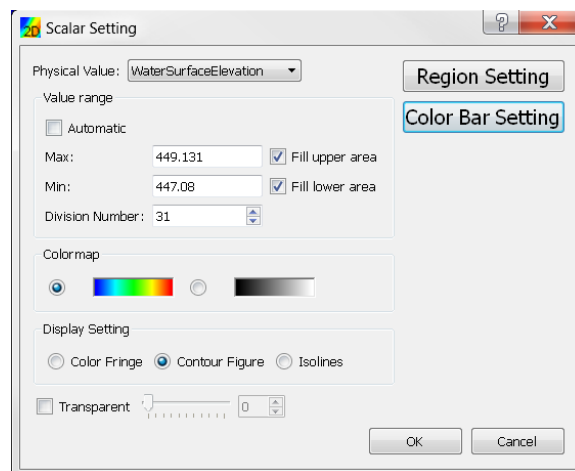 2D Scalar Setting
? X
Physical Value: WaterSurfaceElevation
Region Setting
Color Bar Setting
Value range
Automatic
Max: 449.131 Fill upper area
Min: 447.08 Fill lower area
Division Number: 31
Colormap
Display Setting
Color Fringe Contour Figure Isolines
Transparent 0
OK Cancel